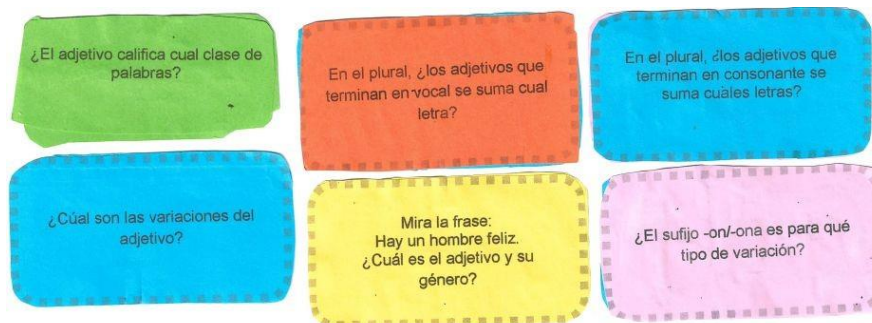 ¿El adjetivo califica cual clase de
palabras?
En el plural, ¿los adjetivos que
terminan en vocal se suma cual
letra?
En el plural, ¿los adjetivos que
terminan en consonante se
suma cuales letras?
¿Cúal son las variaciones del
adjetivo?
Mira la frase:
Hay un hombre feliz.
¿Cuál es el adjetivo y su
género?
¿El sufijo -on/-ona es para qué
tipo de variación?